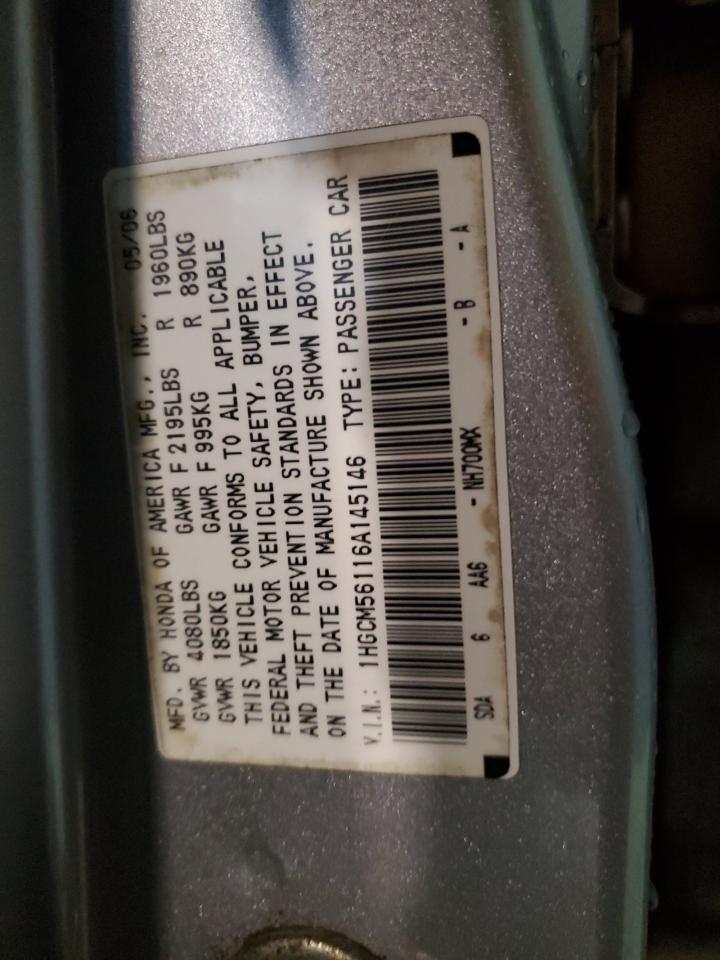 MFD. BY HONDA OF AMERICA MFG., INC. 05/06
GVWR 4080LBS GAWR F 2195LBS R 1960LBS
GVWR 1850KG GAWR F 995KG R 890KG
THIS VEHICLE CONFORMS TO ALL APPLICABLE
FEDERAL MOTOR VEHICLE SAFETY, BUMPER,
AND THEFT PREVENTION STANDARDS IN EFFECT
ON THE DATE OF MANUFACTURE SHOWN ABOVE.
V.I.N.: 1HGCM56116A145146 TYPE: PASSENGER CAR
SDA 6 AA6 - NH700MX - B - A